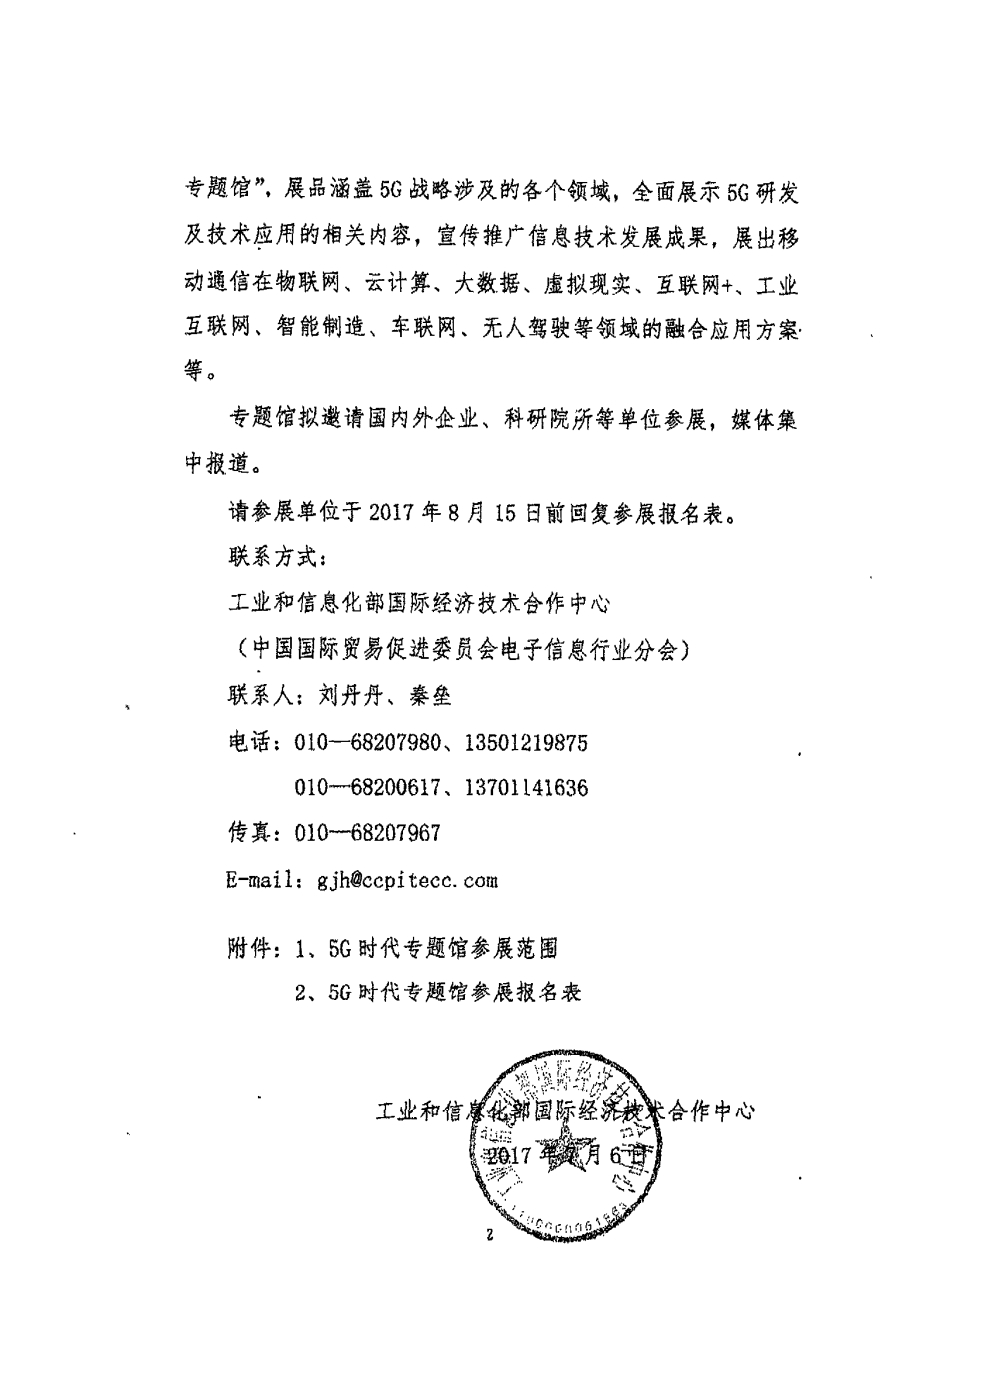 专题馆”，展品涵盖5G战略涉及的各个领域，全面展示5G研发
及技术应用的相关内容，宣传推广信息技术发展成果，展出移
动通信在物联网、云计算、大数据、虚拟现实、互联网+、工业
互联网、智能制造、车联网、无人驾驶等领域的融合应用方案
等。
专题馆拟邀请国内外企业、科研院所等单位参展，媒体集
中报道。
请参展单位于2017年8月15日前回复参展报名表。
联系方式：
工业和信息化部国际经济技术合作中心
（中国国际贸易促进委员会电子信息行业分会）
联系人：刘丹丹、秦垒
电话：010—68207980、13501219875
010—68200617、13701141636
传真：010—68207967
E-mail：gjh@ccpitecc.com
附件：1、5G时代专题馆参展范围
2、5G时代专题馆参展报名表
工业和信息化部国际经济技术合作中心
2017年7月6日
2